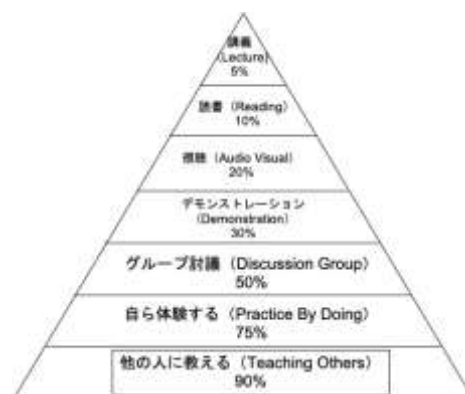 講義
(Lecture)
5%
読書（Reading）
10%
視聴（Audio Visual）
20%
デモンストレーション
(Demonstration)
30%
グループ討議（Discussion Group）
50%
自ら体験する（Practice By Doing）
75%
他の人に教える（Teaching Others）
90%